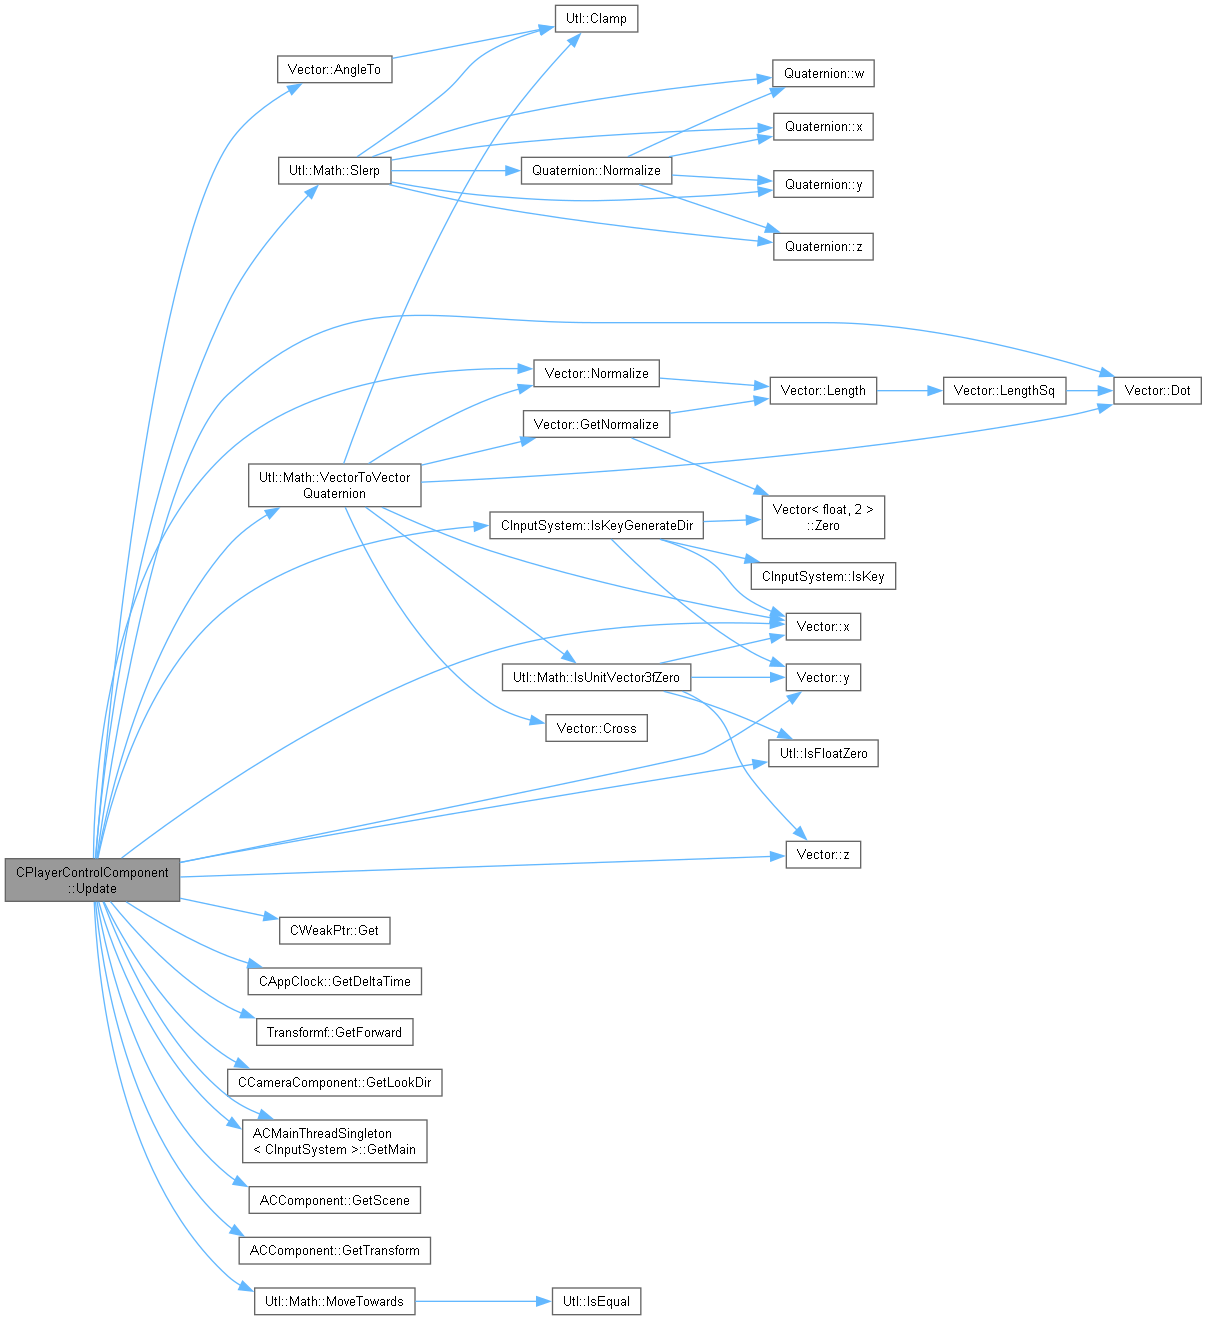 Utl::Clamp
Vector::AngleTo
Quaternion::w
Quaternion::x
Utl::Math::Slerp
Quaternion::Normalize
Quaternion::y
Quaternion::z
Vector::Normalize
Vector::Length
Vector::LengthSq
Vector::Dot
Vector::GetNormalize
Utl::Math::VectorToVector
Quaternion
Vector< float, 2 >
::Zero
CInputSystem::IsKeyGenerateDir
CInputSystem::IsKey
Vector::x
Utl::Math::IsUnitVector3fZero
Vector::y
Vector::Cross
Utl::IsFloatZero
Vector::z
CPlayerControlComponent
::Update
CWeakPtr::Get
CAppClock::GetDeltaTime
Transformf::GetForward
CCameraComponent::GetLookDir
ACMainThreadSingleton
< CInputSystem >::GetMain
ACComponent::GetScene
ACComponent::GetTransform
Utl::Math::MoveTowards
Utl::IsEqual